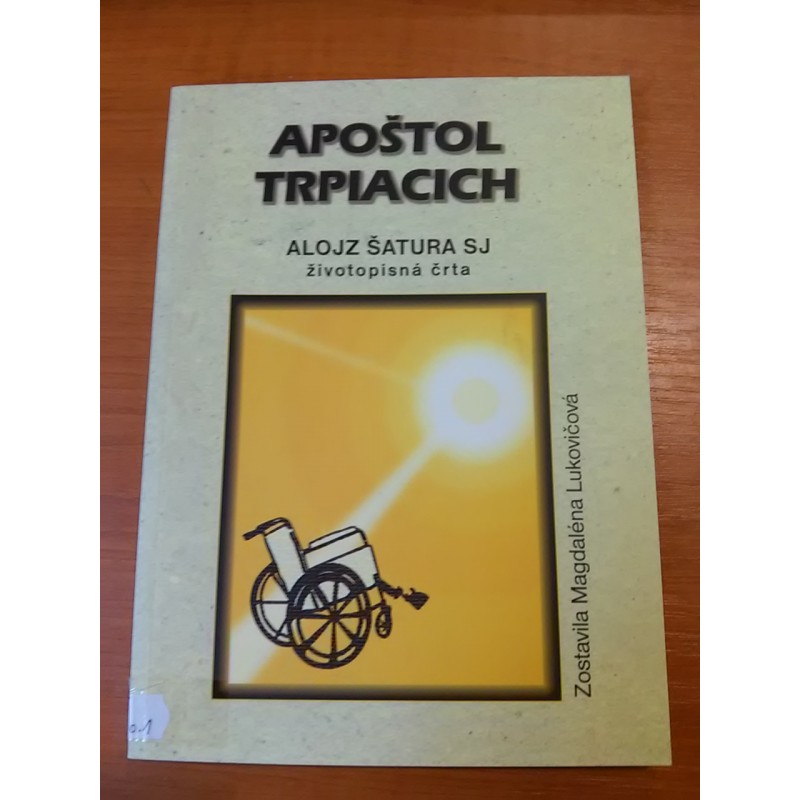 APOŠTOL
TRPIACICH
ALOJZ ŠATURA SJ
životopisná črta
Zostavila Magdaléna Lukovičová